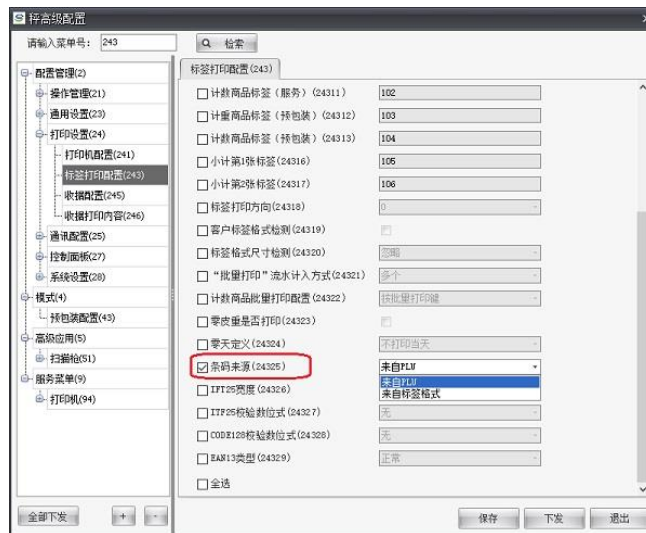 秤高级配置
请输入菜单号： 243 检索
配置管理(2)
操作管理(21)
通用设置(23)
打印设置(24)
打印机配置(241)
标签打印配置(243)
收据配置(245)
收据打印内容(246)
通讯配置(25)
控制面板(27)
系统设置(28)
模式(4)
预包装配置(43)
高级应用(5)
扫描枪(51)
服务菜单(9)
打印机(94)
全部下发 + -
标签打印配置(243)
计数商品标签（服务）(24311) 102
计重商品标签（预包装）(24312) 103
计数商品标签（预包装）(24313) 104
小计第1张标签(24316) 105
小计第2张标签(24317) 106
标签打印方向(24318) 0
客户标签格式检测(24319)
标签格式尺寸检测(24320) 忽略
“批量打印”流水计入方式(24321) 多个
计数商品批量打印配置(24322) 按批量打印键
零皮重是否打印(24323)
零天定义(24324) 不打印当天
条码来源(24325) 来自PLU
来自PLU
来自标签格式
IFT25宽度(24326)
ITF25校验数位式(24327) 无
CODE128校验数位式(24328) 无
EAN13类型(24329) 正常
全选
保存 下发 退出